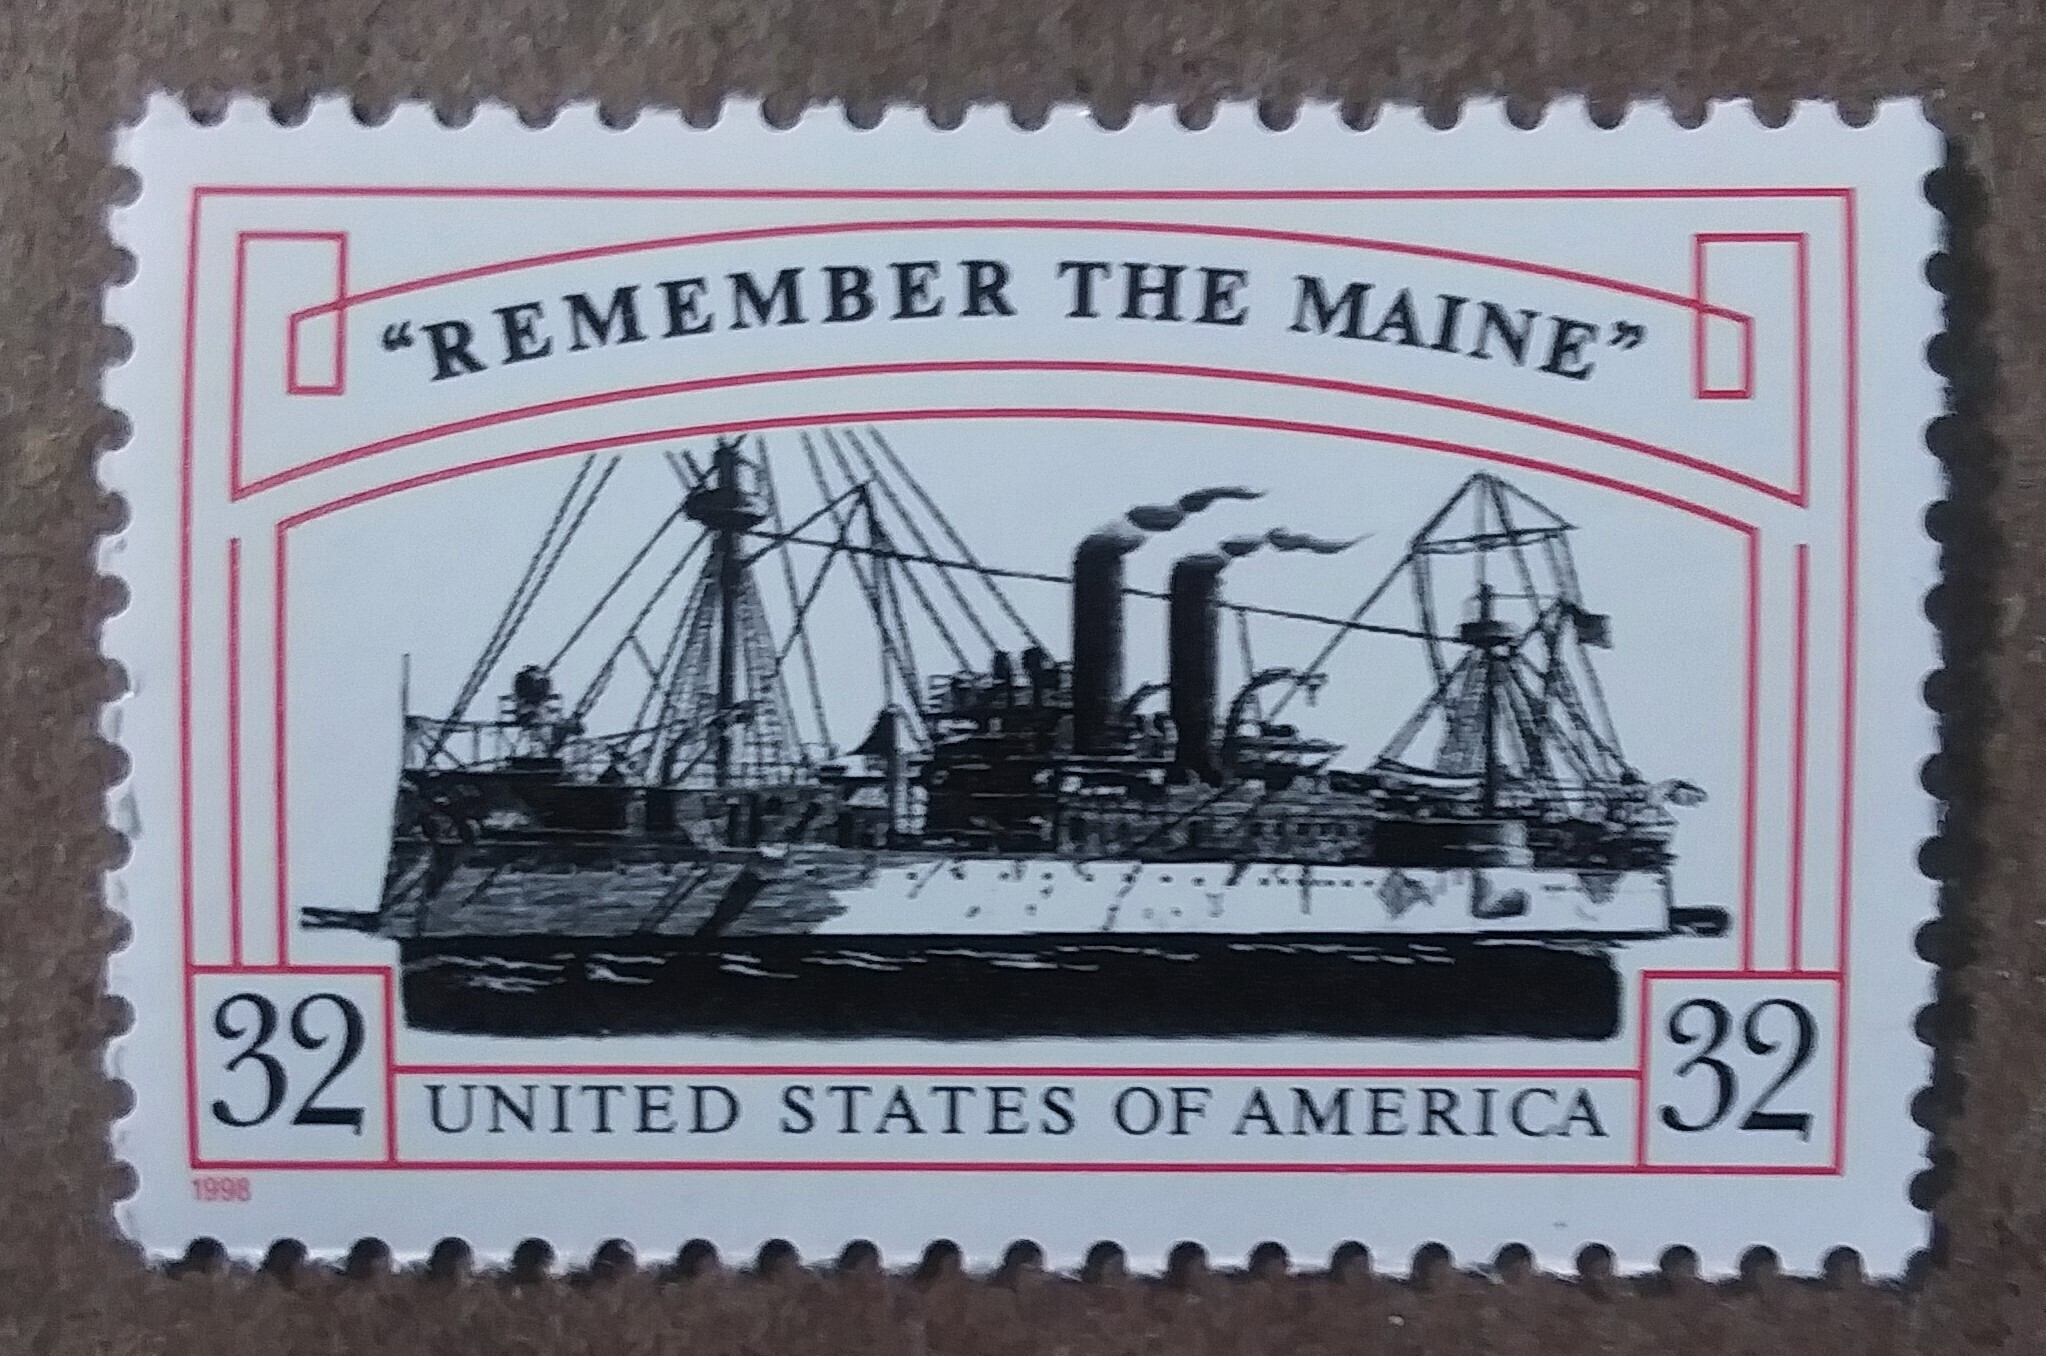 “REMEMBER THE MAINE”
32 UNITED STATES OF AMERICA 32
1998